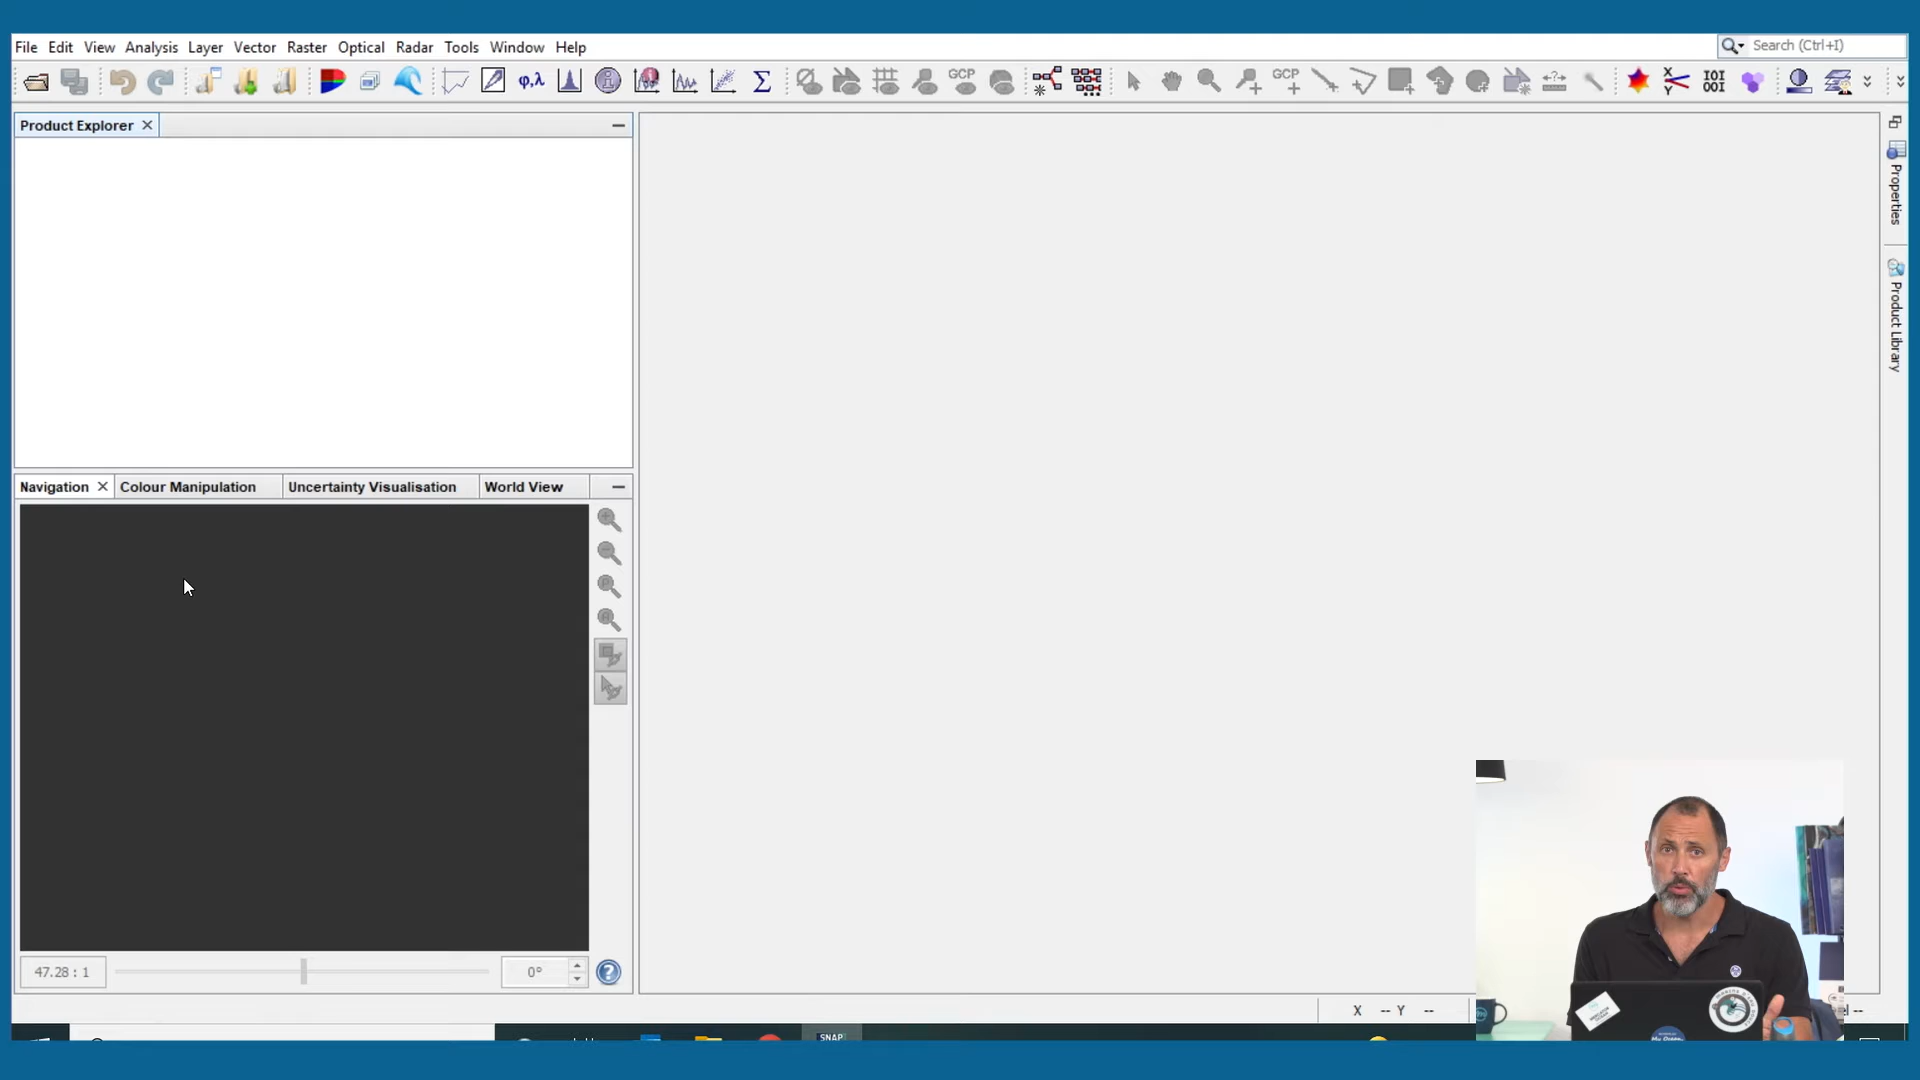 File Edit View Analysis Layer Vector Raster Optical Radar Tools Window Help
Search (Ctrl+I)
φ,λ
Σ
GCP
GCP
X
Y
IOI
OOI
Product Explorer
Properties
Product Library
Navigation
Colour Manipulation
Uncertainty Visualisation
World View
47.28 : 1
0°
?
X -- Y --
SNAP